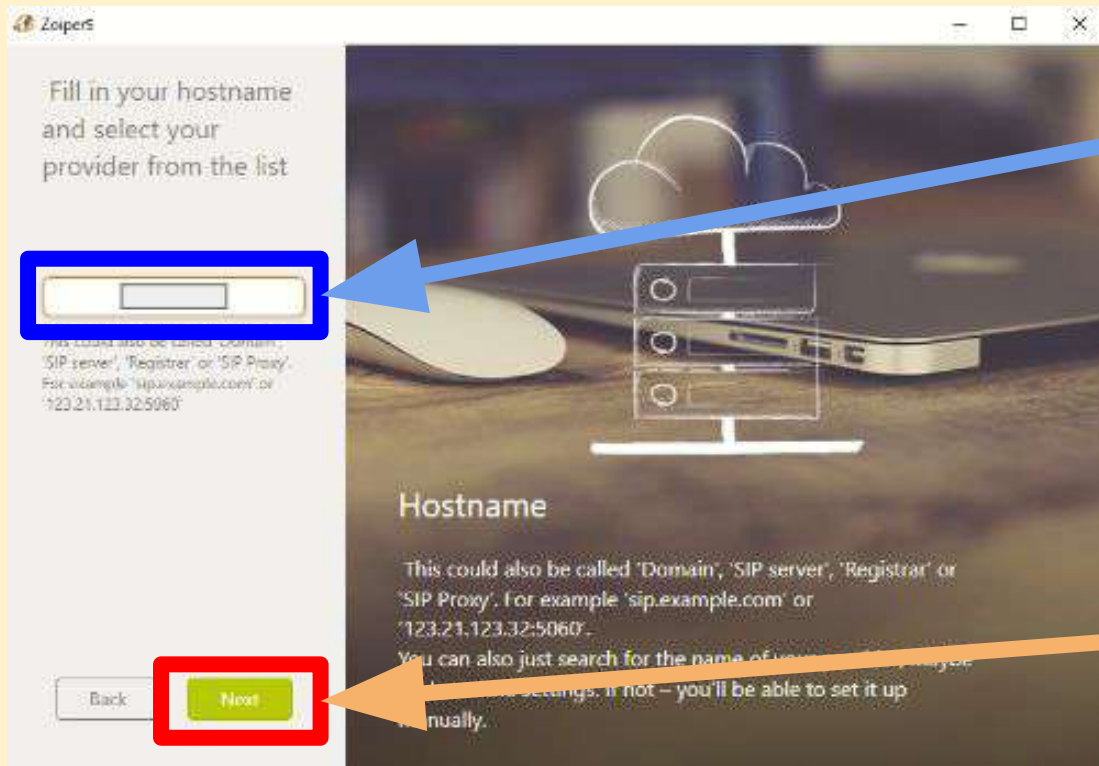 Zoiper5
Fill in your hostname
and select your
provider from the list
This could also be called 'Domain',
'SIP server', 'Registrar' or 'SIP Proxy'.
For example 'sip.example.com' or
'123.21.123.32:5060'
Back
Next
Hostname
This could also be called 'Domain', 'SIP server', 'Registrar' or
'SIP Proxy'. For example 'sip.example.com' or
'123.21.123.32:5060'.
You can also just search for the name of
settings. If not – you'll be able to set it up
manually.